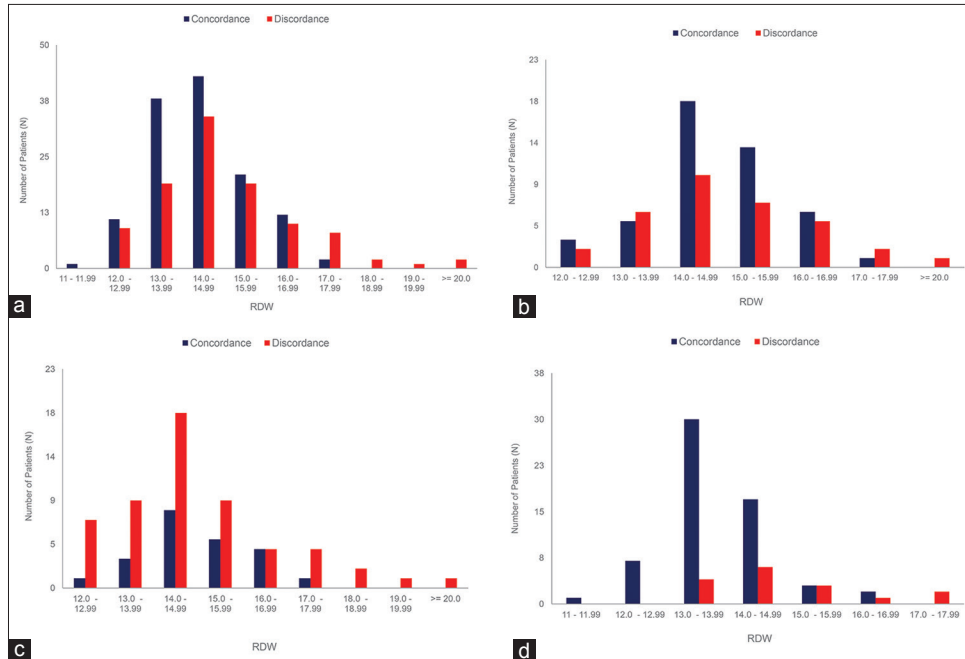 Concordance Discordance
50
38
25
13
0
Number of Patients (N)
11 - 11.99 12.0 - 13.0 - 14.0 - 15.0 - 16.0 - 17.0 - 18.0 - 19.0 - >= 20.0
12.99 13.99 14.99 15.99 16.99 17.99 18.99 19.99
RDW
a
Concordance Discordance
23
18
14
9
5
0
Number of Patients (N)
12.0 - 12.99 13.0 - 13.99 14.0 - 14.99 15.0 - 15.99 16.0 - 16.99 17.0 - 17.99 >= 20.0
RDW
b
Concordance Discordance
23
18
14
9
5
0
Number of Patients (N)
12.0 - 13.0 - 14.0 - 15.0 - 16.0 - 17.0 - 18.0 - 19.0 - >= 20.0
12.99 13.99 14.99 15.99 16.99 17.99 18.99 19.99
RDW
c
Concordance Discordance
38
30
23
15
8
0
Number of Patients (N)
11 - 11.99 12.0 - 12.99 13.0 - 13.99 14.0 - 14.99 15.0 - 15.99 16.0 - 16.99 17.0 - 17.99
RDW
d